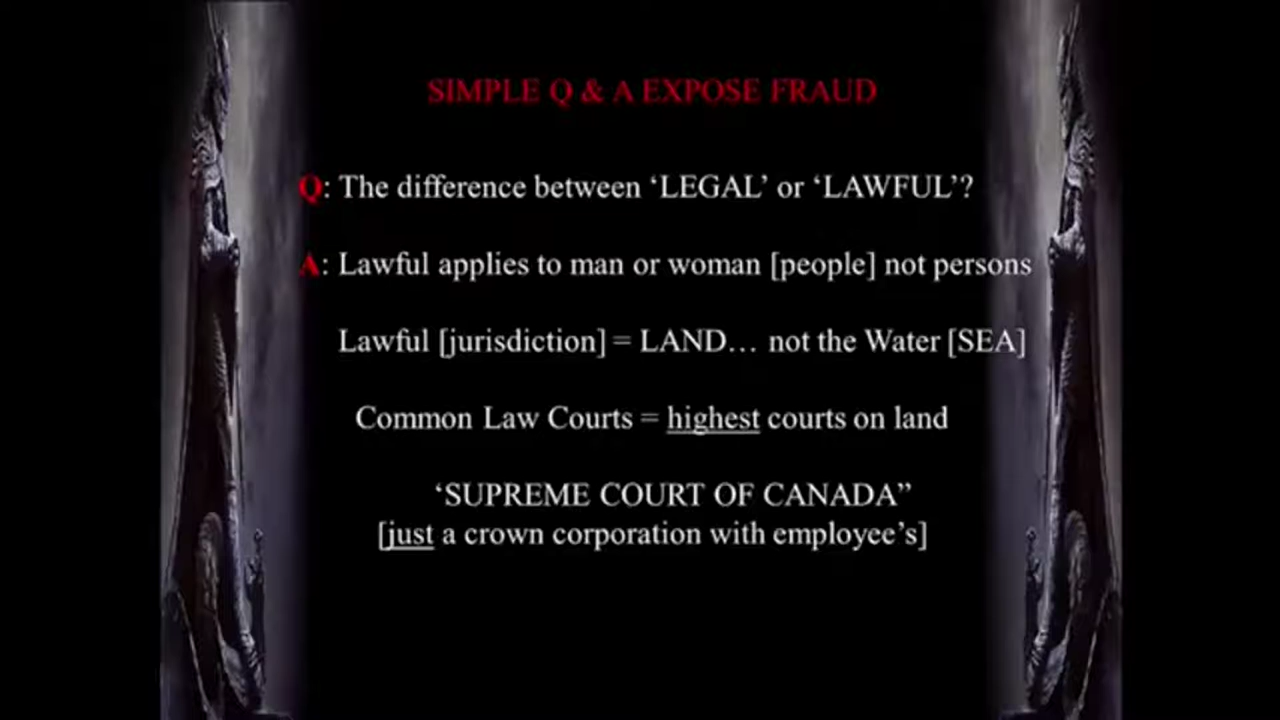 SIMPLE Q & A EXPOSE FRAUD
Q: The difference between ‘LEGAL’ or ‘LAWFUL’?
A: Lawful applies to man or woman [people] not persons
Lawful [jurisdiction] = LAND… not the Water [SEA]
Common Law Courts = highest courts on land
‘SUPREME COURT OF CANADA”
[just a crown corporation with employee’s]